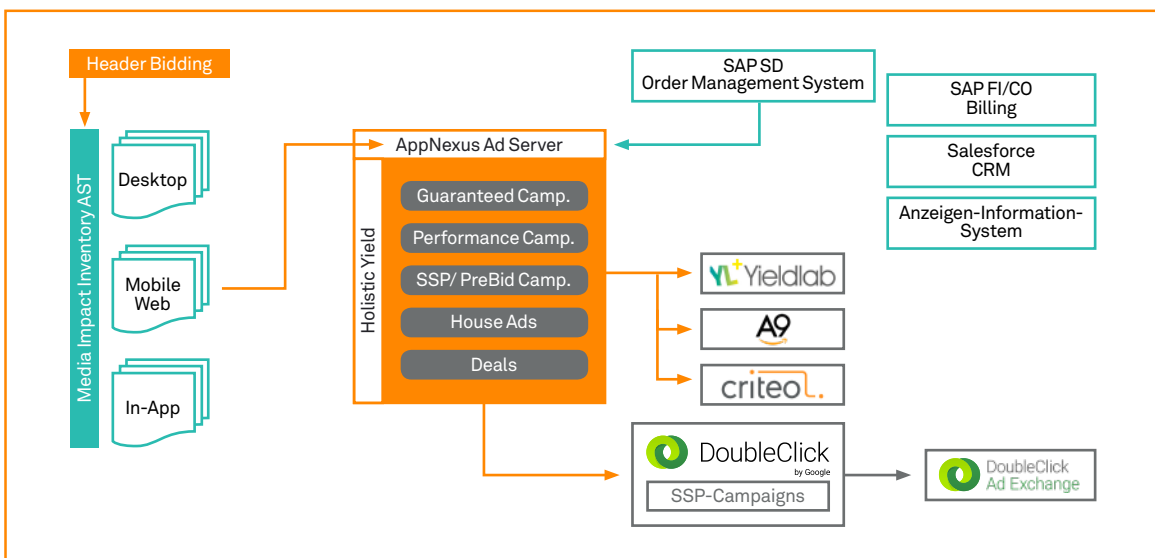 Header Bidding
Media Impact Inventory AST
Desktop
Mobile
Web
In-App
AppNexus Ad Server
Holistic Yield
Guaranteed Camp.
Performance Camp.
SSP/ PreBid Camp.
House Ads
Deals
SAP SD
Order Management System
SAP FI/CO
Billing
Salesforce
CRM
Anzeigen-Information-
System
YL+ Yieldlab
A9
criteo.
DoubleClick
by Google
SSP-Campaigns
DoubleClick
Ad Exchange